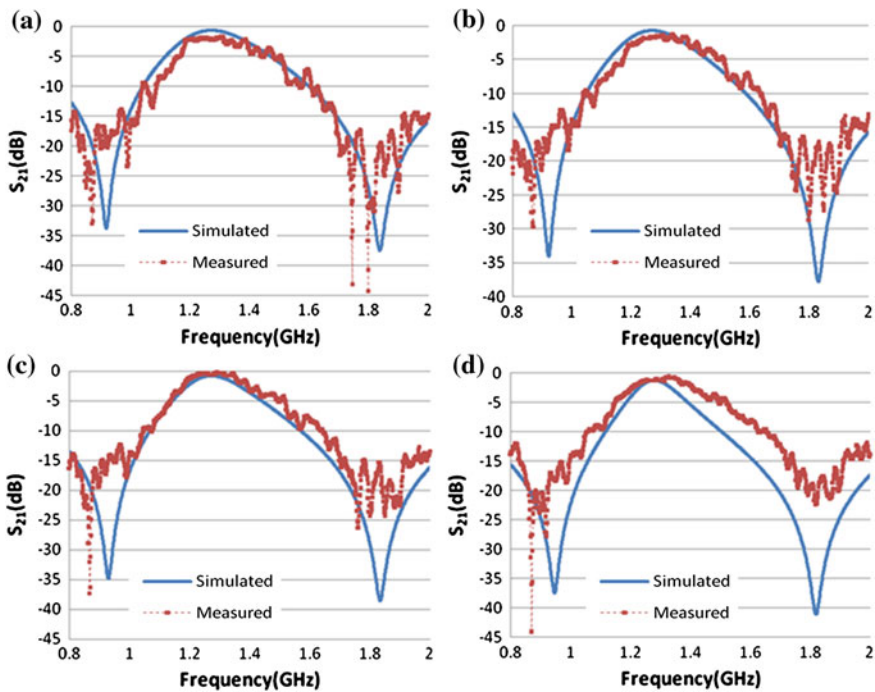 (a)
0
-5
-10
-15
-20
-25
-30
-35
-40
-45
S21(dB)
Simulated
Measured
0.8 1 1.2 1.4 1.6 1.8 2
Frequency(GHz)
(b)
0
-5
-10
-15
-20
-25
-30
-35
-40
S21(dB)
Simulated
Measured
0.8 1 1.2 1.4 1.6 1.8 2
Frequency(GHz)
(c)
0
-5
-10
-15
-20
-25
-30
-35
-40
-45
S21(dB)
Simulated
Measured
0.8 1 1.2 1.4 1.6 1.8 2
Frequency(GHz)
(d)
0
-5
-10
-15
-20
-25
-30
-35
-40
-45
S21(dB)
Simulated
Measured
0.8 1 1.2 1.4 1.6 1.8 2
Frequency(GHz)